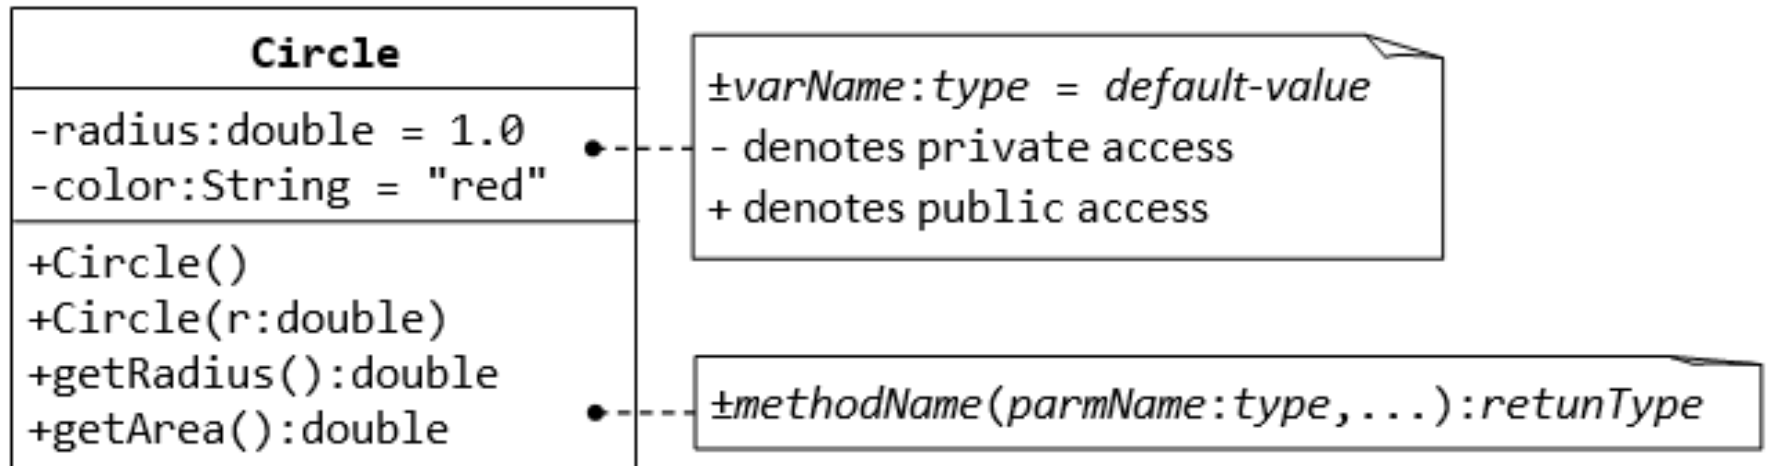 Circle
-radius:double = 1.0
-color:String = "red"
+Circle()
+Circle(r:double)
+getRadius():double
+getArea():double
±varName:type = default-value
- denotes private access
+ denotes public access
±methodName(parmName:type,...):retunType